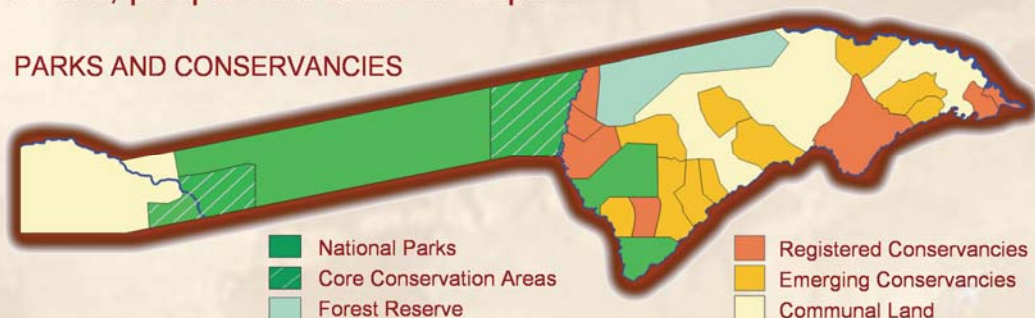 PARKS AND CONSERVANCIES
National Parks
Core Conservation Areas
Forest Reserve
Registered Conservancies
Emerging Conservancies
Communal Land